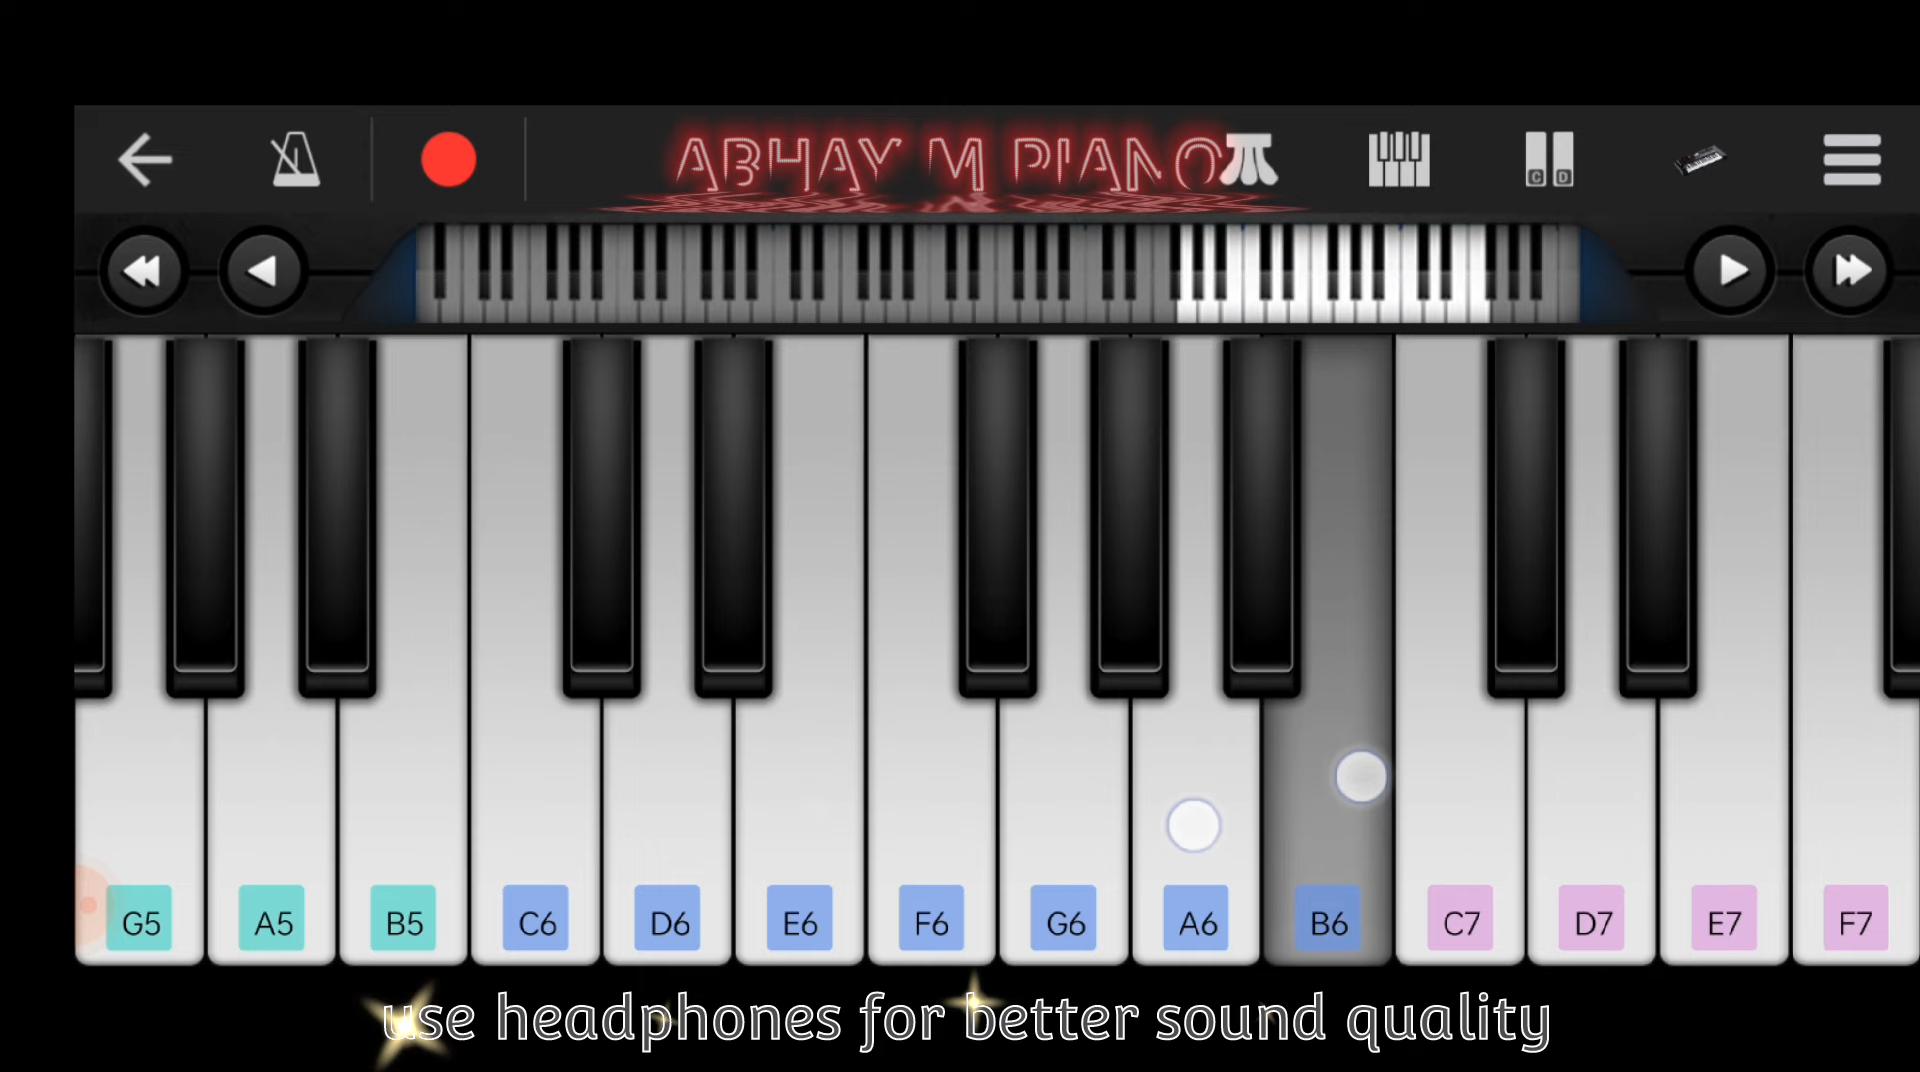 ABHAY M PIANO
C D
G5 A5 B5 C6 D6 E6 F6 G6 A6 B6 C7 D7 E7 F7
use headphones for better sound quality